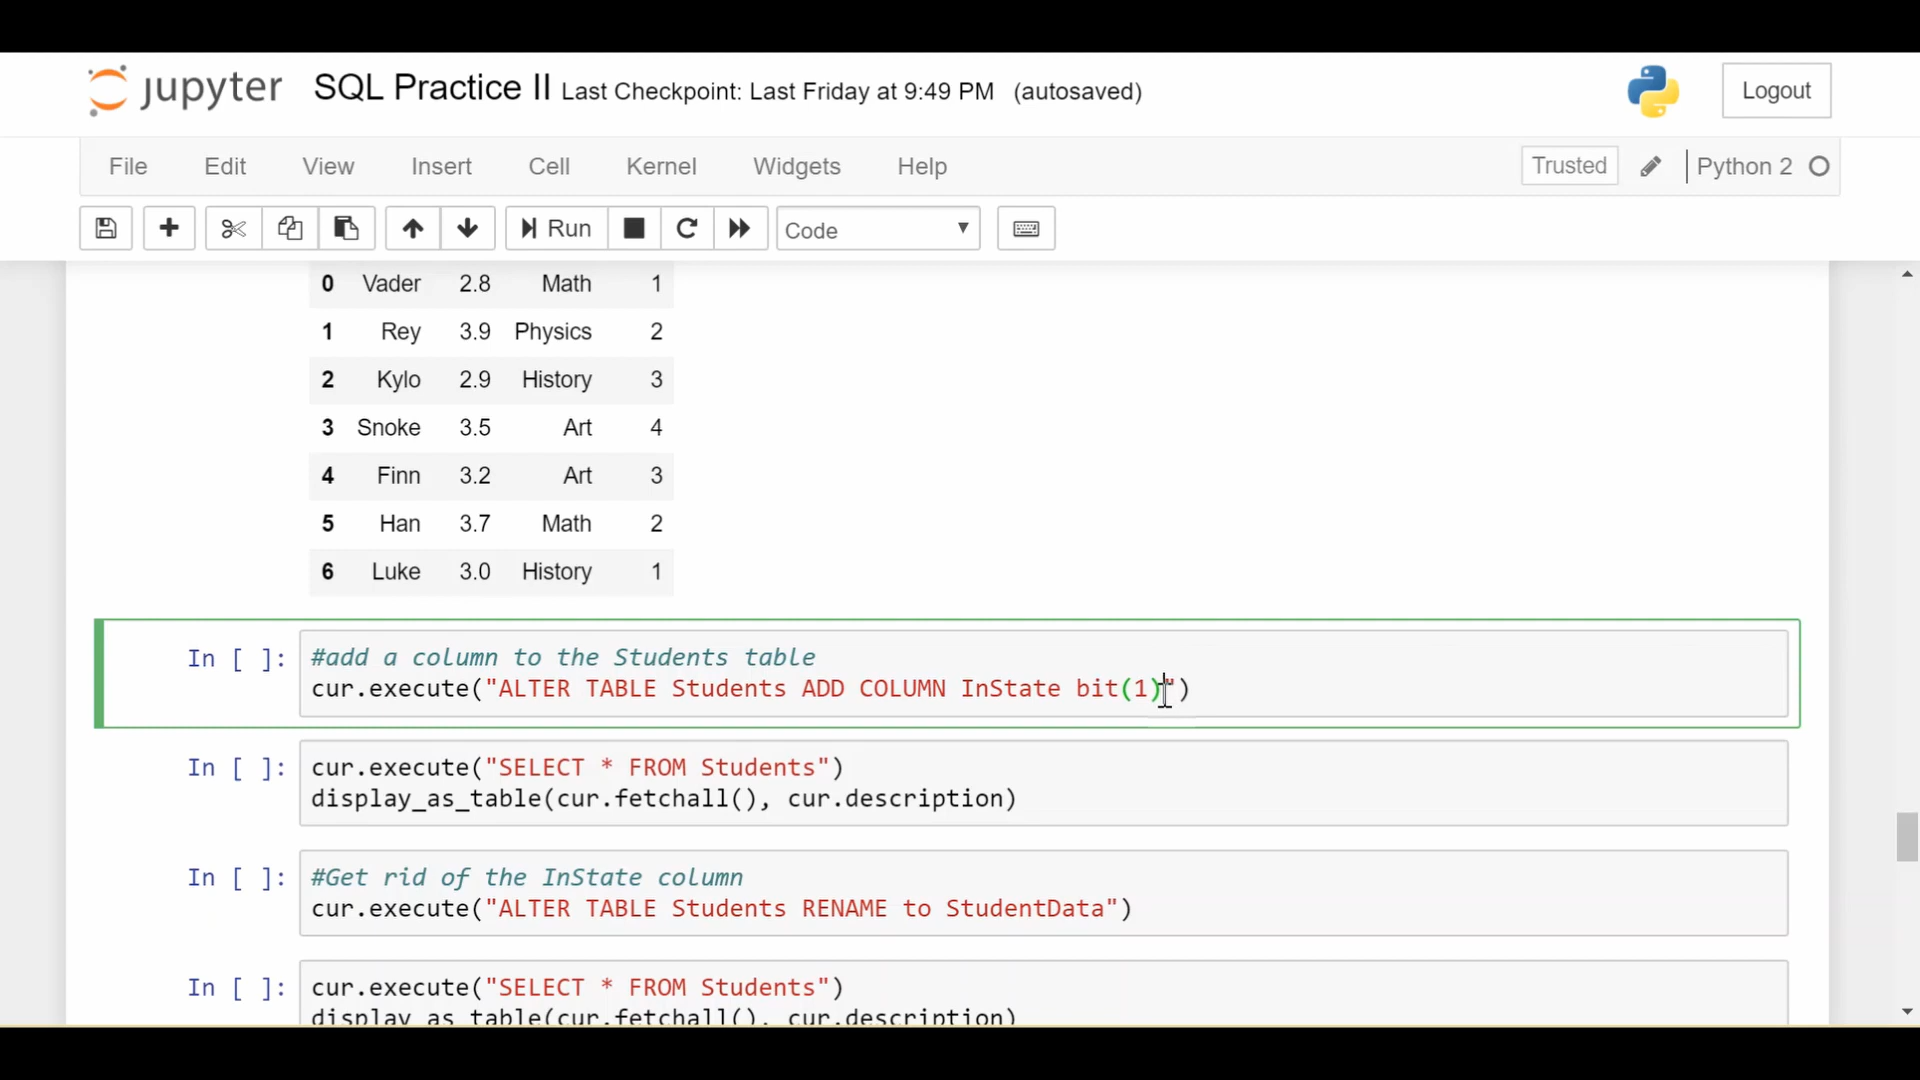 jupyter SQL Practice II Last Checkpoint: Last Friday at 9:49 PM (autosaved) Logout
File Edit View Insert Cell Kernel Widgets Help Trusted Python 2
Run Code
0 Vader 2.8 Math 1
1 Rey 3.9 Physics 2
2 Kylo 2.9 History 3
3 Snoke 3.5 Art 4
4 Finn 3.2 Art 3
5 Han 3.7 Math 2
6 Luke 3.0 History 1
In [ ]: #add a column to the Students table
cur.execute("ALTER TABLE Students ADD COLUMN InState bit(1)")
In [ ]: cur.execute("SELECT * FROM Students")
display_as_table(cur.fetchall(), cur.description)
In [ ]: #Get rid of the InState column
cur.execute("ALTER TABLE Students RENAME to StudentData")
In [ ]: cur.execute("SELECT * FROM Students")
display_as_table(cur.fetchall(), cur.description)